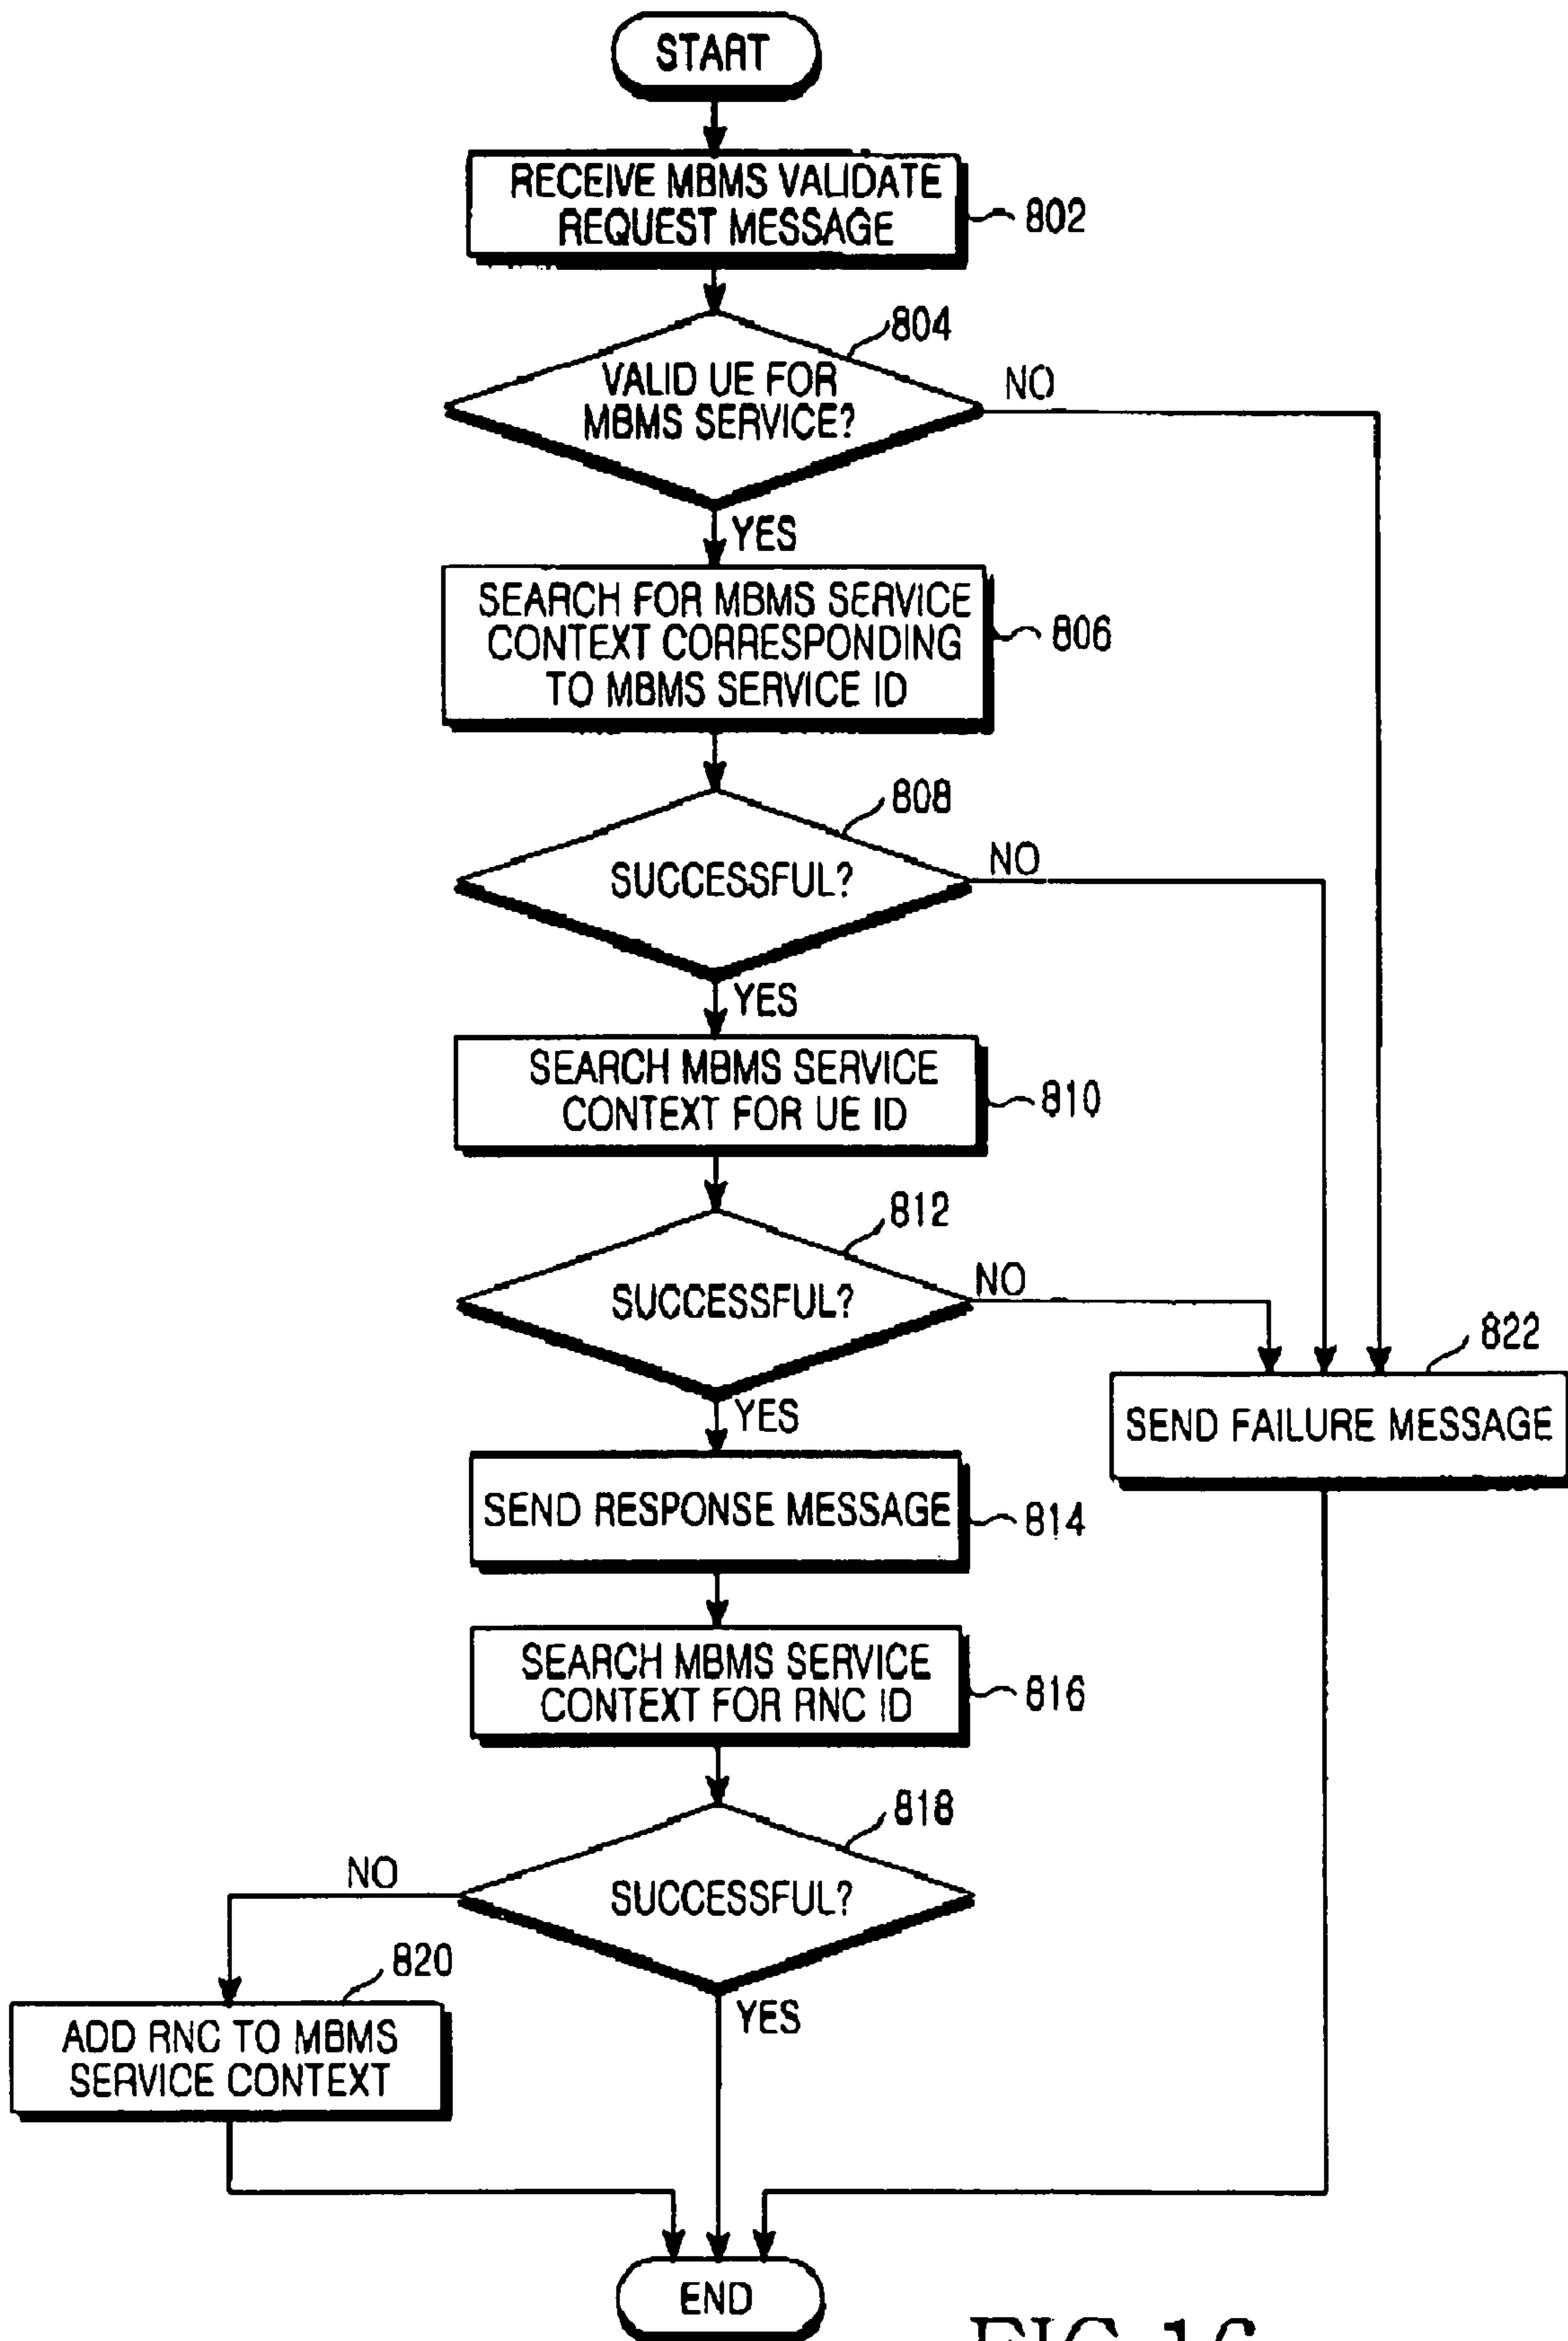 START
RECEIVE MBMS VALIDATE
REQUEST MESSAGE
802
804
VALID UE FOR
MBMS SERVICE?
NO
YES
SEARCH FOR MBMS SERVICE
CONTEXT CORRESPONDING
TO MBMS SERVICE ID
806
808
SUCCESSFUL?
NO
YES
SEARCH MBMS SERVICE
CONTEXT FOR UE ID
810
812
SUCCESSFUL?
NO
YES
822
SEND FAILURE MESSAGE
SEND RESPONSE MESSAGE
814
SEARCH MBMS SERVICE
CONTEXT FOR RNC ID
816
818
SUCCESSFUL?
NO
YES
820
ADD RNC TO MBMS
SERVICE CONTEXT
END
FIG.16